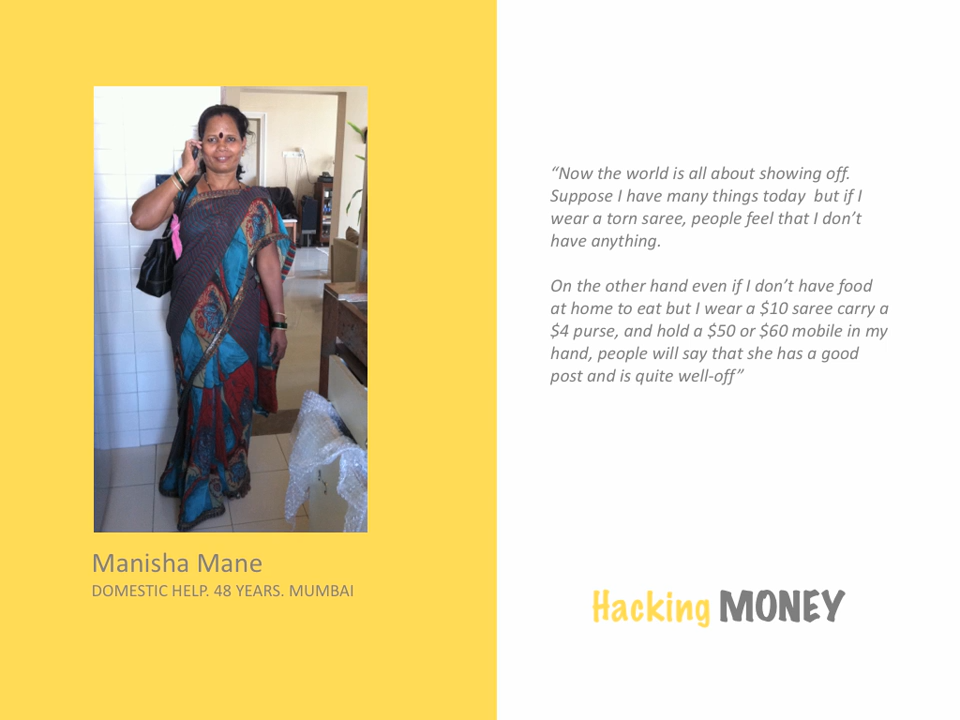 “Now the world is all about showing off.
Suppose I have many things today  but if I
wear a torn saree, people feel that I don’t
have anything.
On the other hand even if I don’t have food
at home to eat but I wear a $10 saree carry a
$4 purse, and hold a $50 or $60 mobile in my
hand, people will say that she has a good
post and is quite well-off”
Manisha Mane
DOMESTIC HELP. 48 YEARS. MUMBAI
Hacking MONEY